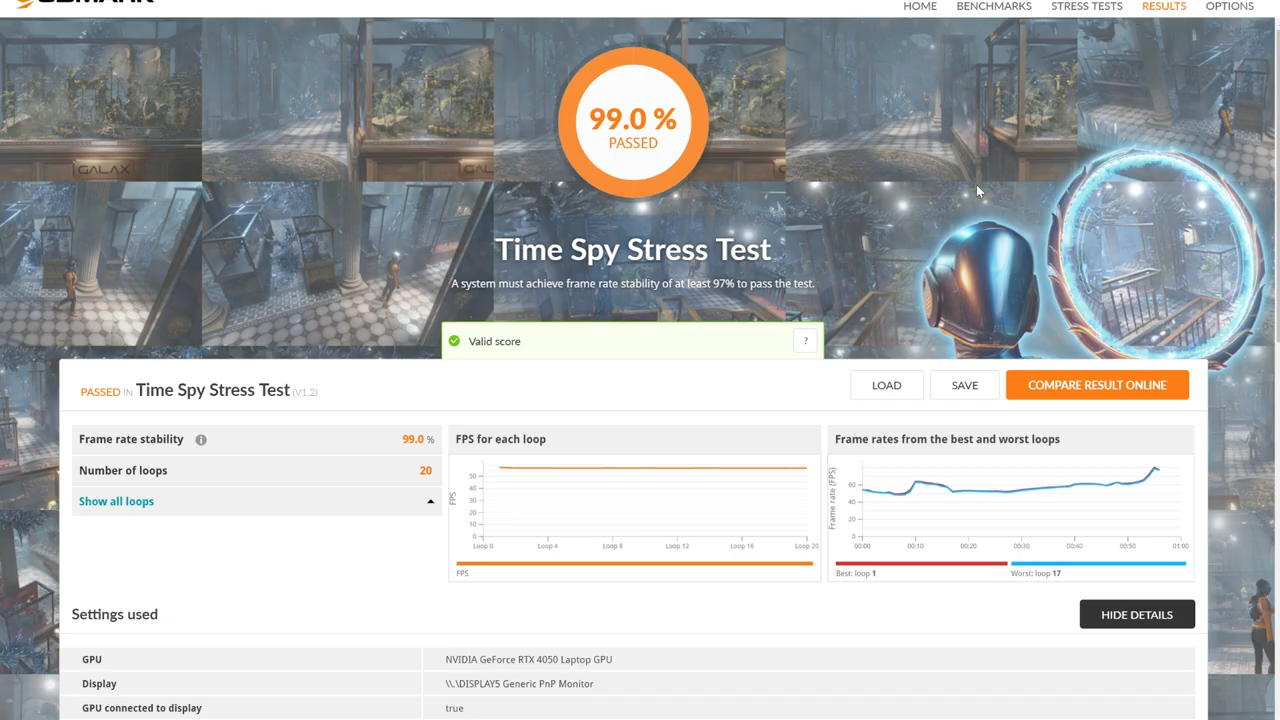 HOME BENCHMARKS STRESS TESTS RESULTS OPTIONS
99.0 %
PASSED
GALAX
Time Spy Stress Test
A system must achieve frame rate stability of at least 97% to pass the test.
Valid score ?
PASSED IN Time Spy Stress Test (V1.2)
LOAD SAVE COMPARE RESULT ONLINE
Frame rate stability i 99.0 %
Number of loops 20
Show all loops
FPS for each loop
FPS
50
40
30
20
10
0
Loop 0 Loop 4 Loop 8 Loop 12 Loop 16 Loop 20
FPS
Frame rates from the best and worst loops
Frame rate (FPS)
60
40
20
0
00:00 00:10 00:20 00:30 00:40 00:50 01:00
Best: loop 1 Worst: loop 17
Settings used
HIDE DETAILS
GPU NVIDIA GeForce RTX 4050 Laptop GPU
Display \\.\DISPLAY5 Generic PnP Monitor
GPU connected to display true